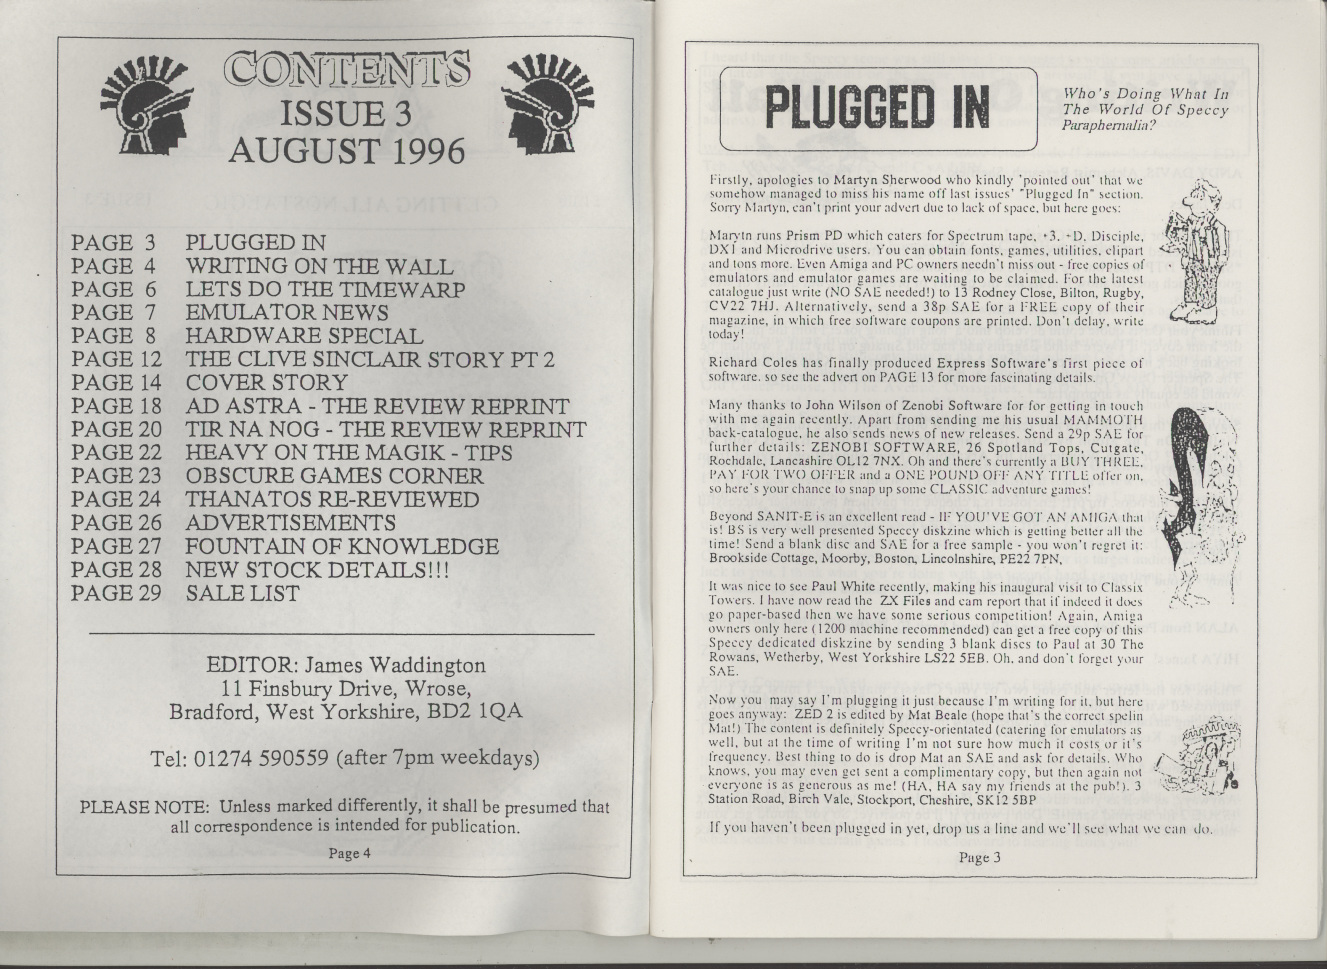 CONTENTS
ISSUE 3
AUGUST 1996
PAGE 3 PLUGGED IN
PAGE 4 WRITING ON THE WALL
PAGE 6 LETS DO THE TIMEWARP
PAGE 7 EMULATOR NEWS
PAGE 8 HARDWARE SPECIAL
PAGE 12 THE CLIVE SINCLAIR STORY PT 2
PAGE 14 COVER STORY
PAGE 18 AD ASTRA - THE REVIEW REPRINT
PAGE 20 TIR NA NOG - THE REVIEW REPRINT
PAGE 22 HEAVY ON THE MAGIK - TIPS
PAGE 23 OBSCURE GAMES CORNER
PAGE 24 THANATOS RE-REVIEWED
PAGE 26 ADVERTISEMENTS
PAGE 27 FOUNTAIN OF KNOWLEDGE
PAGE 28 NEW STOCK DETAILS!!!
PAGE 29 SALE LIST
EDITOR: James Waddington
11 Finsbury Drive, Wrose,
Bradford, West Yorkshire, BD2 1QA
Tel: 01274 590559 (after 7pm weekdays)
PLEASE NOTE: Unless marked differently, it shall be presumed that
all correspondence is intended for publication.
Page 4
PLUGGED IN
Who's Doing What In
The World Of Speccy
Paraphernalia?
Firstly, apologies to Martyn Sherwood who kindly 'pointed out' that we
somehow managed to miss his name off last issues' "Plugged In" section.
Sorry Martyn, can't print your advert due to lack of space, but here goes:
Marytn runs Prism PD which caters for Spectrum tape, +3, +D, Disciple,
DX1 and Microdrive users. You can obtain fonts, games, utilities, clipart
and tons more. Even Amiga and PC owners needn't miss out - free copies of
emulators and emulator games are waiting to be claimed. For the latest
catalogue just write (NO SAE needed!) to 13 Rodney Close, Bilton, Rugby,
CV22 7HJ. Alternatively, send a 38p SAE for a FREE copy of their
magazine, in which free software coupons are printed. Don't delay, write
today!
Richard Coles has finally produced Express Software's first piece of
software, so see the advert on PAGE 13 for more fascinating details.
Many thanks to John Wilson of Zenobi Software for for getting in touch
with me again recently. Apart from sending me his usual MAMMOTH
back-catalogue, he also sends news of new releases. Send a 29p SAE for
further details: ZENOBI SOFTWARE, 26 Spotland Tops, Cutgate,
Rochdale, Lancashire OL12 7NX. Oh and there's currently a BUY THREE,
PAY FOR TWO OFFER and a ONE POUND OFF ANY TITLE offer on,
so here's your chance to snap up some CLASSIC adventure games!
Beyond SANIT-E is an excellent read - IF YOU'VE GOT AN AMIGA that
is! BS is very well presented Speccy diskzine which is getting better all the
time! Send a blank disc and SAE for a free sample - you won't regret it:
Brookside Cottage, Moorby, Boston, Lincolnshire, PE22 7PN,
It was nice to see Paul White recently, making his inaugural visit to Classix
Towers. I have now read the ZX Files and cam report that if indeed it does
go paper-based then we have some serious competition! Again, Amiga
owners only here (1200 machine recommended) can get a free copy of this
Speccy dedicated diskzine by sending 3 blank discs to Paul at 30 The
Rowans, Wetherby, West Yorkshire LS22 5EB. Oh, and don't forget your
SAE.
Now you may say I'm plugging it just because I'm writing for it, but here
goes anyway: ZED 2 is edited by Mat Beale (hope that's the correct spelin
Mat!) The content is definitely Speccy-orientated (catering for emulators as
well, but at the time of writing I'm not sure how much it costs or it's
frequency. Best thing to do is drop Mat an SAE and ask for details. Who
knows, you may even get sent a complimentary copy, but then again not
everyone is as generous as me! (HA, HA say my friends at the pub!). 3
Station Road, Birch Vale, Stockport, Cheshire, SK12 5BP
If you haven't been plugged in yet, drop us a line and we'll see what we can do.
Page 3